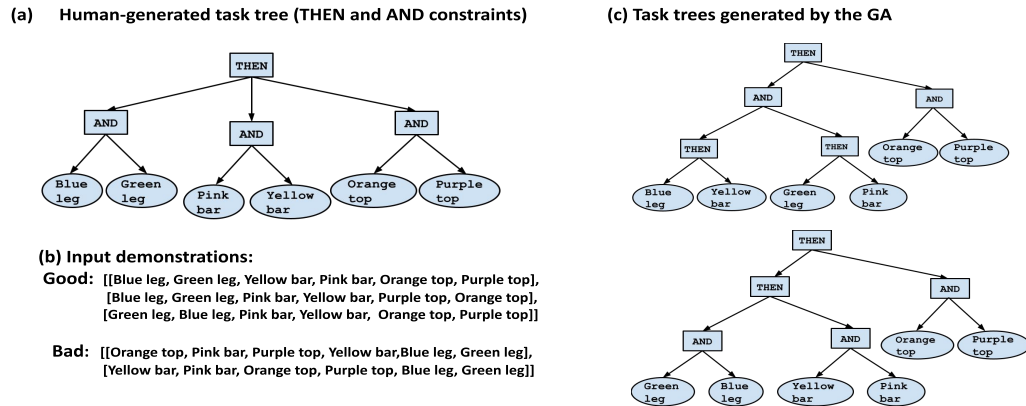 (a) Human-generated task tree (THEN and AND constraints)
THEN
AND
AND
AND
Blue
leg
Green
leg
Pink
bar
Yellow
bar
Orange
top
Purple
top
(b) Input demonstrations:
Good: [[Blue leg, Green leg, Yellow bar, Pink bar, Orange top, Purple top],
[Blue leg, Green leg, Pink bar, Yellow bar, Purple top, Orange top],
[Green leg, Blue leg, Pink bar, Yellow bar, Orange top, Purple top]]
Bad: [[Orange top, Pink bar, Purple top, Yellow bar,Blue leg, Green leg],
[Yellow bar, Pink bar, Orange top, Purple top, Blue leg, Green leg]]
(c) Task trees generated by the GA
THEN
AND
AND
THEN
THEN
Orange
top
Purple
top
Blue
leg
Yellow
bar
Green
leg
Pink
bar
THEN
THEN
AND
AND
AND
Orange
top
Purple
top
Green
leg
Blue
leg
Yellow
bar
Pink
bar